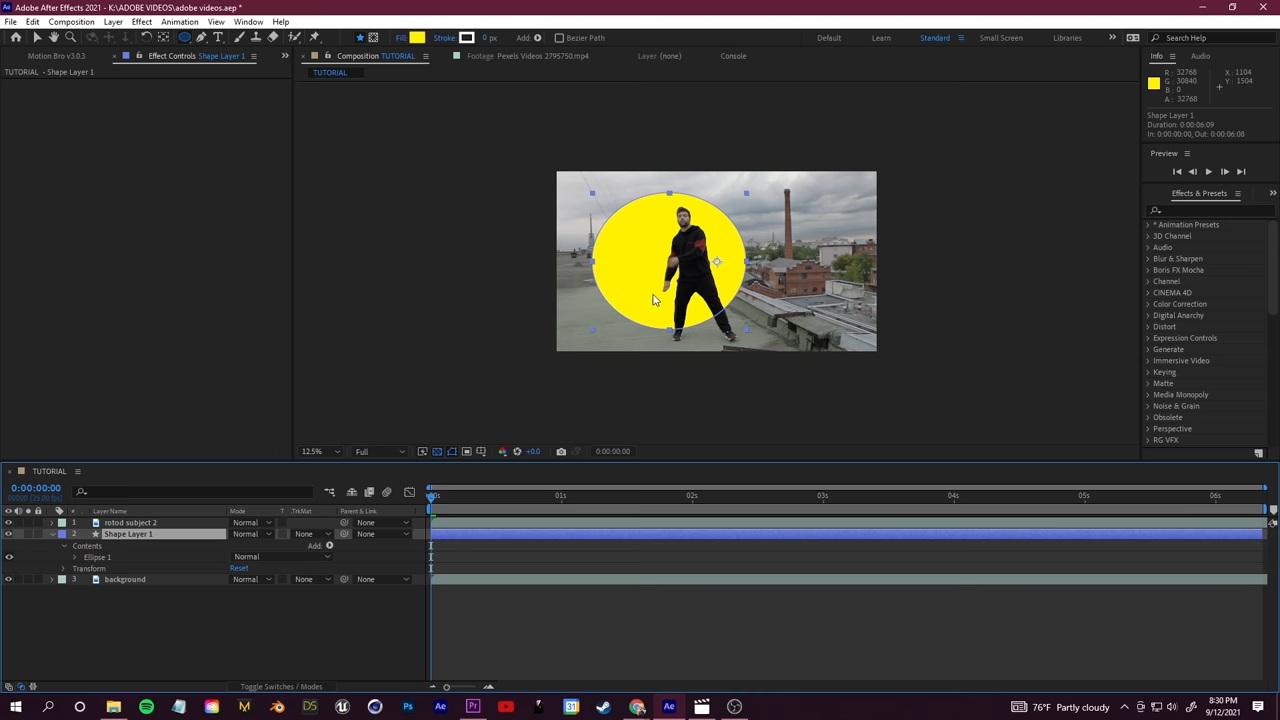 Adobe After Effects 2021 - K:\ADOBE VIDEOS\adobe videos.aep *
File Edit Composition Layer Effect Animation View Window Help
Fill: Stroke: 0 px Add: Bezier Path Default Learn Standard Small Screen Libraries Search Help
Motion Bro v3.0.3 Effect Controls Shape Layer 1 Composition TUTORIAL Footage Pexels Videos 2795750.mp4 Layer (none) Console Info Audio
TUTORIAL • Shape Layer 1 TUTORIAL
R: 32768 X: 1104
G: 30840 Y: 1504
B: 0
A: 32768
Shape Layer 1
Duration: 0:00:06:09
In: 0:00:00:00, Out: 0:00:06:08
Preview
Effects & Presets
* Animation Presets
3D Channel
Audio
Blur & Sharpen
Boris FX Mocha
Channel
CINEMA 4D
Color Correction
Digital Anarchy
Distort
Expression Controls
Generate
Immersive Video
Keying
Matte
Media Monopoly
Noise & Grain
Obsolete
Perspective
RG VFX
12.5% Full +0.0 0:00:00:00
TUTORIAL
0:00:00:00
00000 (25.00 fps)
00s 01s 02s 03s 04s 05s 06s
# Layer Name Mode T .TrkMat Parent & Link
1 rotod subject 2 Normal None
2 Shape Layer 1 Normal None None
Contents Add:
Ellipse 1 Normal
Transform Reset
3 background Normal None None
Toggle Switches / Modes
76°F Partly cloudy
8:30 PM
9/12/2021